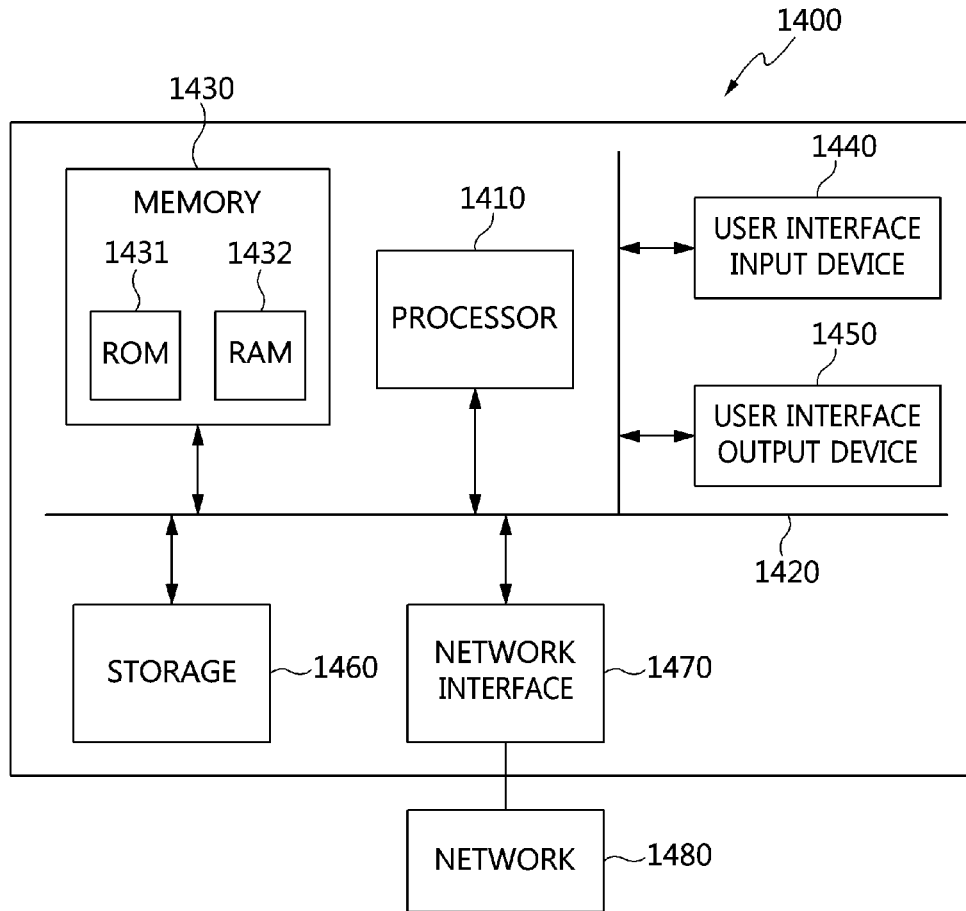 1400
1430
MEMORY
1431
1432
ROM
RAM
1410
PROCESSOR
1440
USER INTERFACE
INPUT DEVICE
1450
USER INTERFACE
OUTPUT DEVICE
1420
STORAGE
1460
NETWORK
INTERFACE
1470
NETWORK
1480